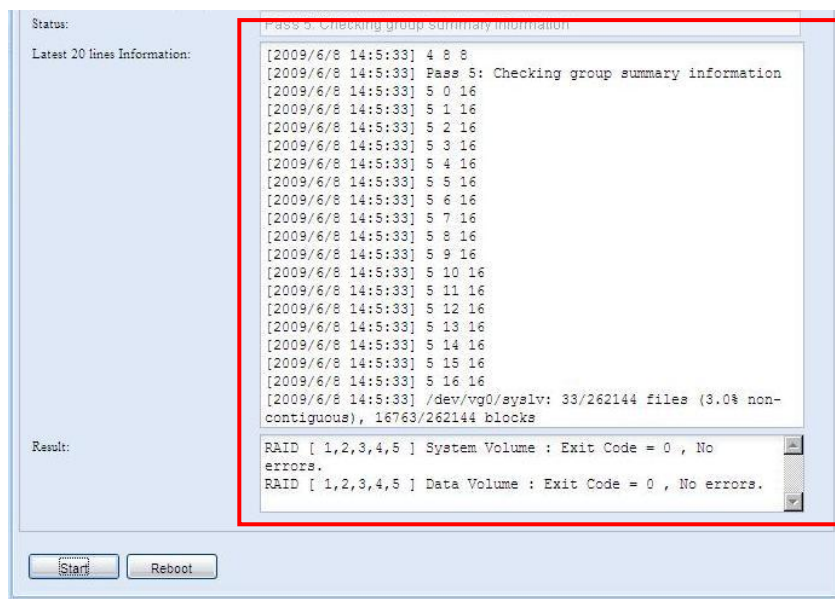 Status:
Pass 5: Checking group summary information
Latest 20 lines Information:
[2009/6/8 14:5:33] 4 8 8
[2009/6/8 14:5:33] Pass 5: Checking group summary information
[2009/6/8 14:5:33] 5 0 16
[2009/6/8 14:5:33] 5 1 16
[2009/6/8 14:5:33] 5 2 16
[2009/6/8 14:5:33] 5 3 16
[2009/6/8 14:5:33] 5 4 16
[2009/6/8 14:5:33] 5 5 16
[2009/6/8 14:5:33] 5 6 16
[2009/6/8 14:5:33] 5 7 16
[2009/6/8 14:5:33] 5 8 16
[2009/6/8 14:5:33] 5 9 16
[2009/6/8 14:5:33] 5 10 16
[2009/6/8 14:5:33] 5 11 16
[2009/6/8 14:5:33] 5 12 16
[2009/6/8 14:5:33] 5 13 16
[2009/6/8 14:5:33] 5 14 16
[2009/6/8 14:5:33] 5 15 16
[2009/6/8 14:5:33] 5 16 16
[2009/6/8 14:5:33] /dev/vg0/syslv: 33/262144 files (3.0% non-
contiguous), 16763/262144 blocks
Result:
RAID [ 1,2,3,4,5 ] System Volume : Exit Code = 0 , No
errors.
RAID [ 1,2,3,4,5 ] Data Volume : Exit Code = 0 , No errors.
Start
Reboot